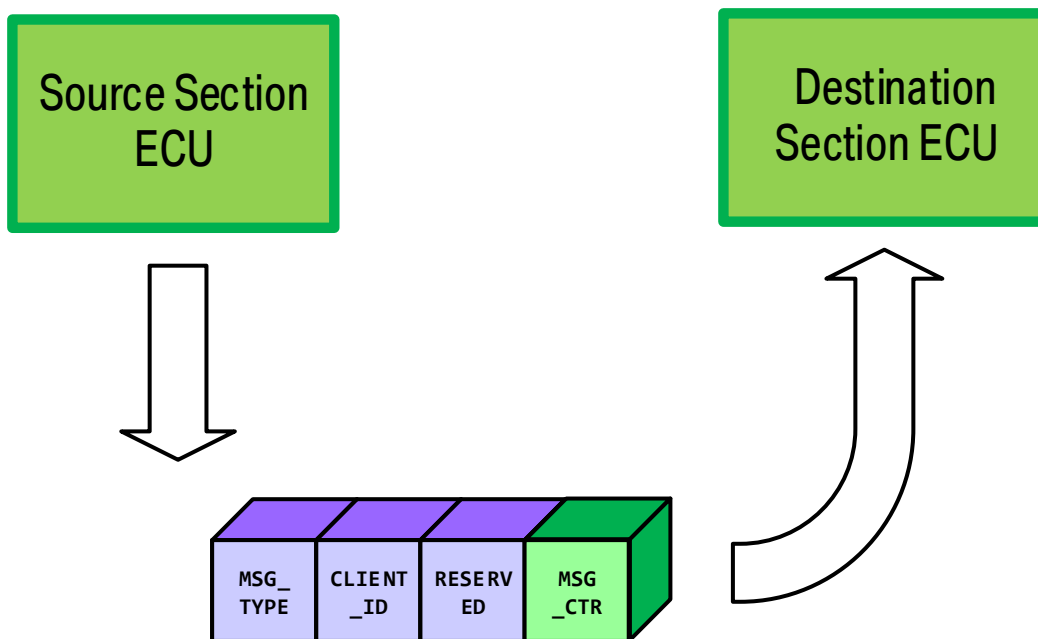 Source Section
ECU
Destination
Section ECU
MSG_
TYPE
CLIENT
_ID
RESERV
ED
MSG
_CTR